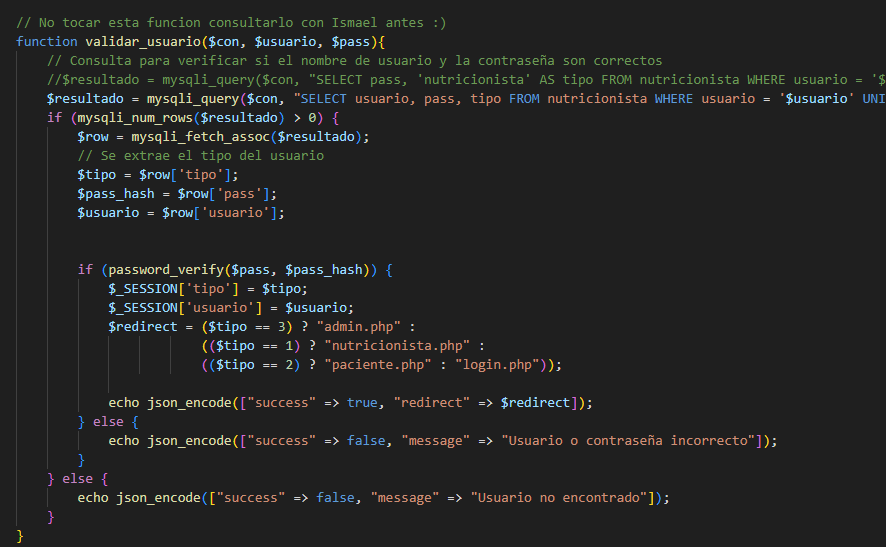 // No tocar esta funcion consultarlo con Ismael antes :)
function validar_usuario($con, $usuario, $pass){
    // Consulta para verificar si el nombre de usuario y la contraseña son correctos
    //$resultado = mysqli_query($con, "SELECT pass, 'nutricionista' AS tipo FROM nutricionista WHERE usuario = '$
    $resultado = mysqli_query($con, "SELECT usuario, pass, tipo FROM nutricionista WHERE usuario = '$usuario' UNI
    if (mysqli_num_rows($resultado) > 0) {
        $row = mysqli_fetch_assoc($resultado);
        // Se extrae el tipo del usuario
        $tipo = $row['tipo'];
        $pass_hash = $row['pass'];
        $usuario = $row['usuario'];
        if (password_verify($pass, $pass_hash)) {
            $_SESSION['tipo'] = $tipo;
            $_SESSION['usuario'] = $usuario;
            $redirect = ($tipo == 3) ? "admin.php" :
                        (($tipo == 1) ? "nutricionista.php" :
                        (($tipo == 2) ? "paciente.php" : "login.php"));
            echo json_encode(["success" => true, "redirect" => $redirect]);
        } else {
            echo json_encode(["success" => false, "message" => "Usuario o contraseña incorrecto"]);
        }
    } else {
        echo json_encode(["success" => false, "message" => "Usuario no encontrado"]);
    }
}